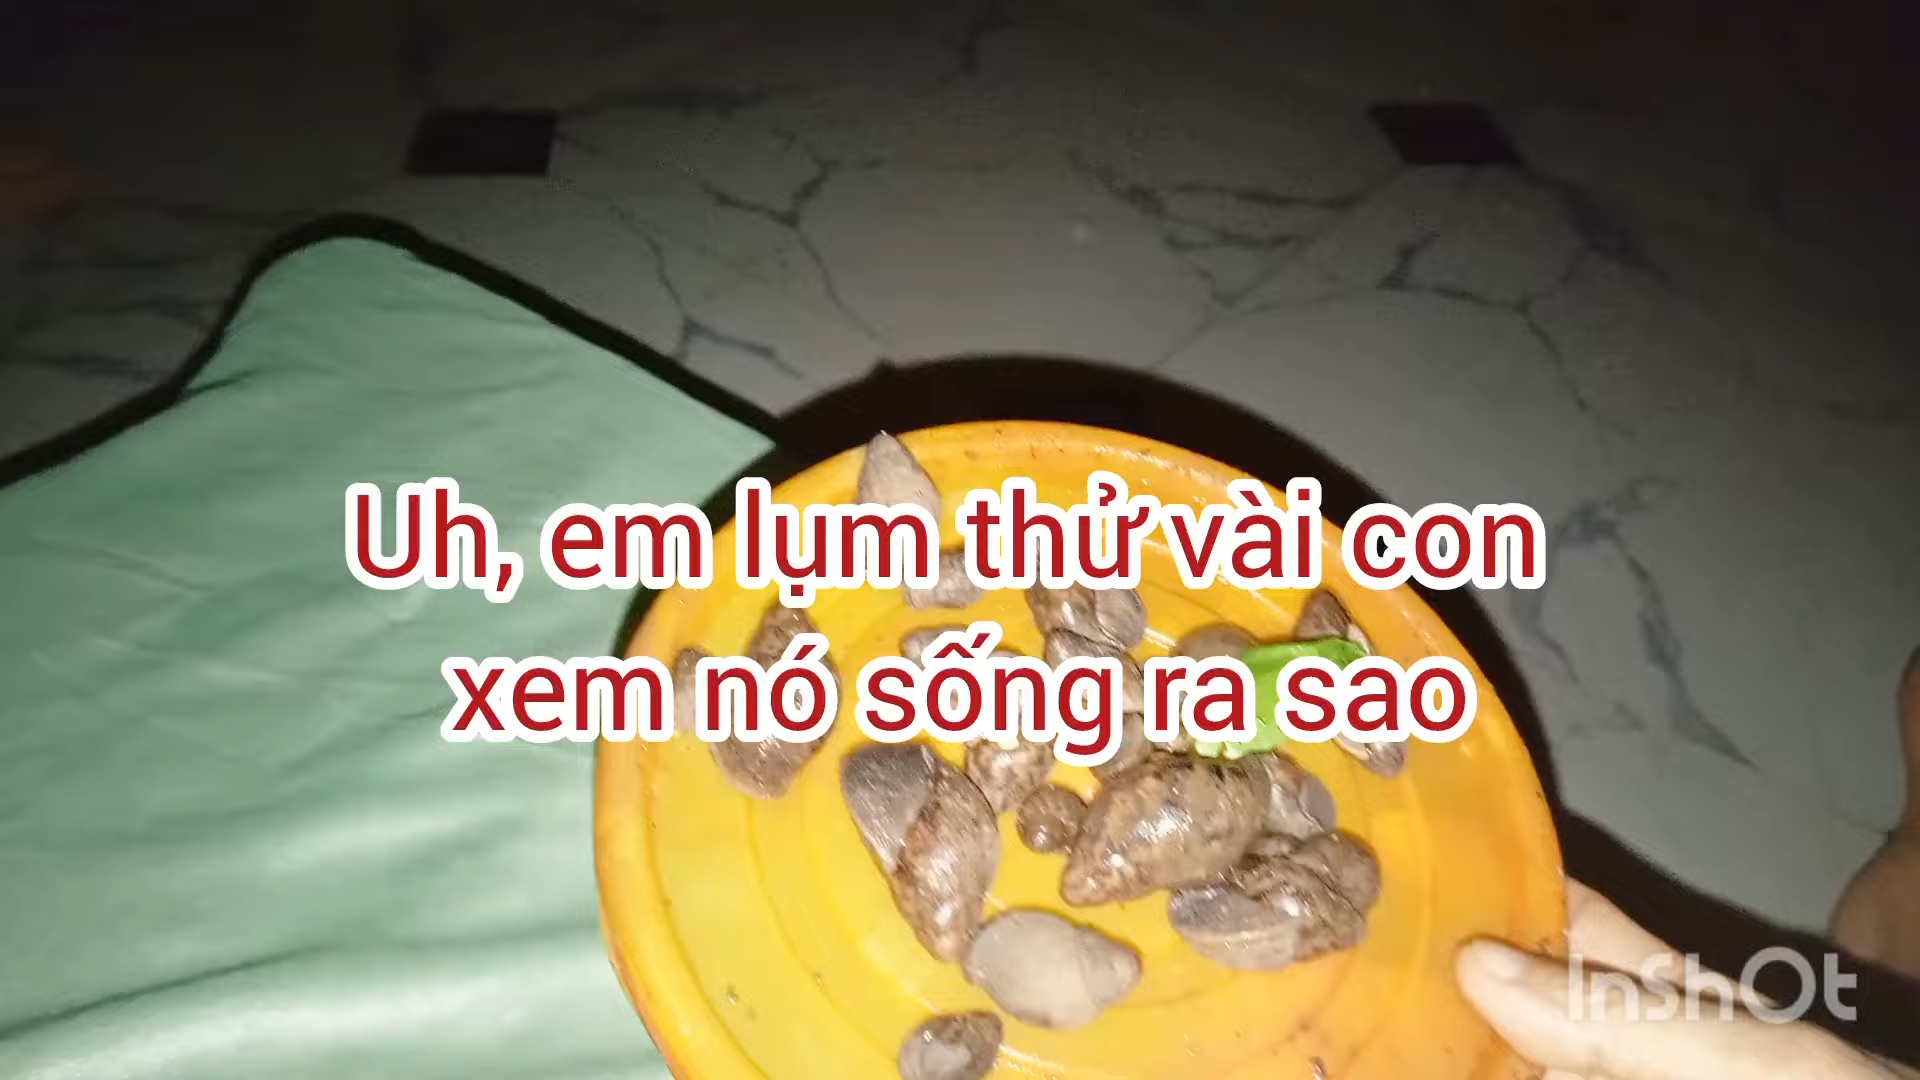 Uh, em lụm thử vài con
xem nó sống ra sao
InShOt